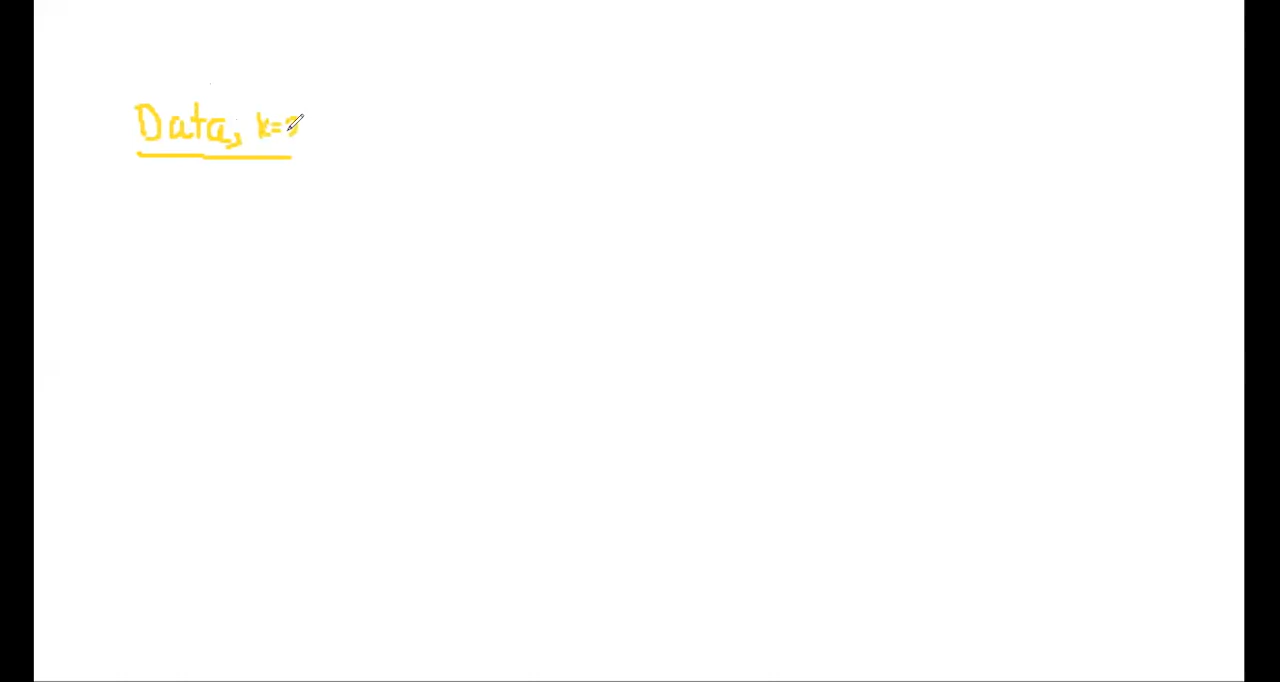 Data, k=